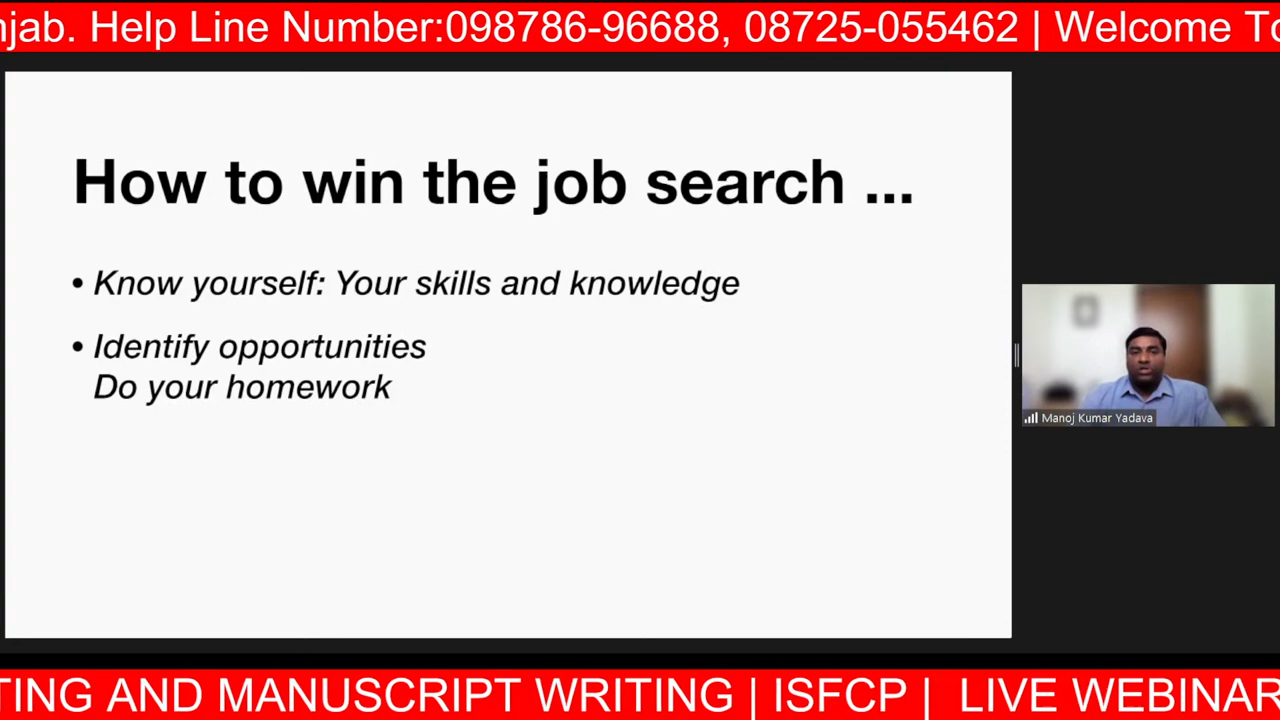 njab. Help Line Number:098786-96688, 08725-055462 | Welcome To
How to win the job search ...
• Know yourself: Your skills and knowledge
• Identify opportunities
Do your homework
Manoj Kumar Yadava
TING AND MANUSCRIPT WRITING | ISFCP | LIVE WEBINAR